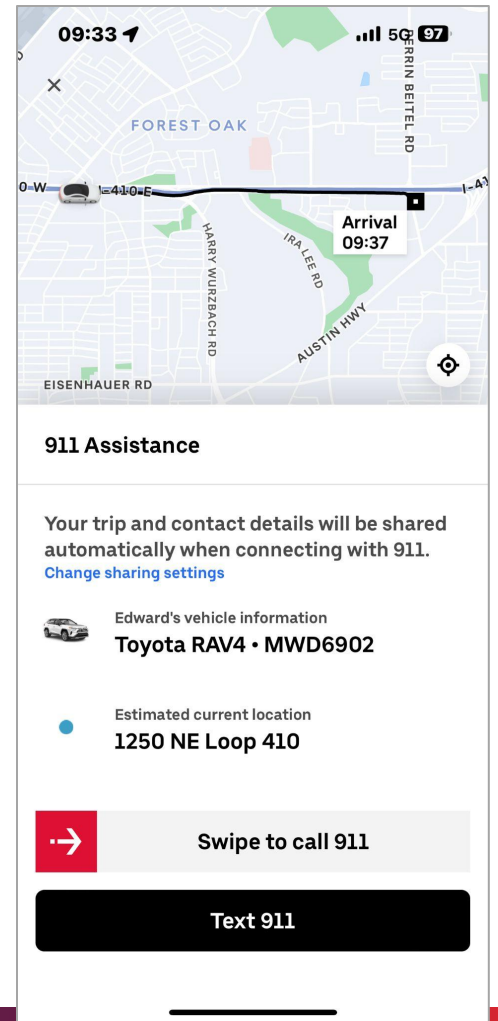 09:33
5G 97
PERRIN BEITEL RD
FOREST OAK
0 W
I-410 E
I-41
Arrival
09:37
HARRY WURZBACH RD
IRA LEE RD
AUSTIN HWY
EISENHAUER RD
911 Assistance
Your trip and contact details will be shared
automatically when connecting with 911.
Change sharing settings
Edward's vehicle information
Toyota RAV4 • MWD6902
Estimated current location
1250 NE Loop 410
Swipe to call 911
Text 911